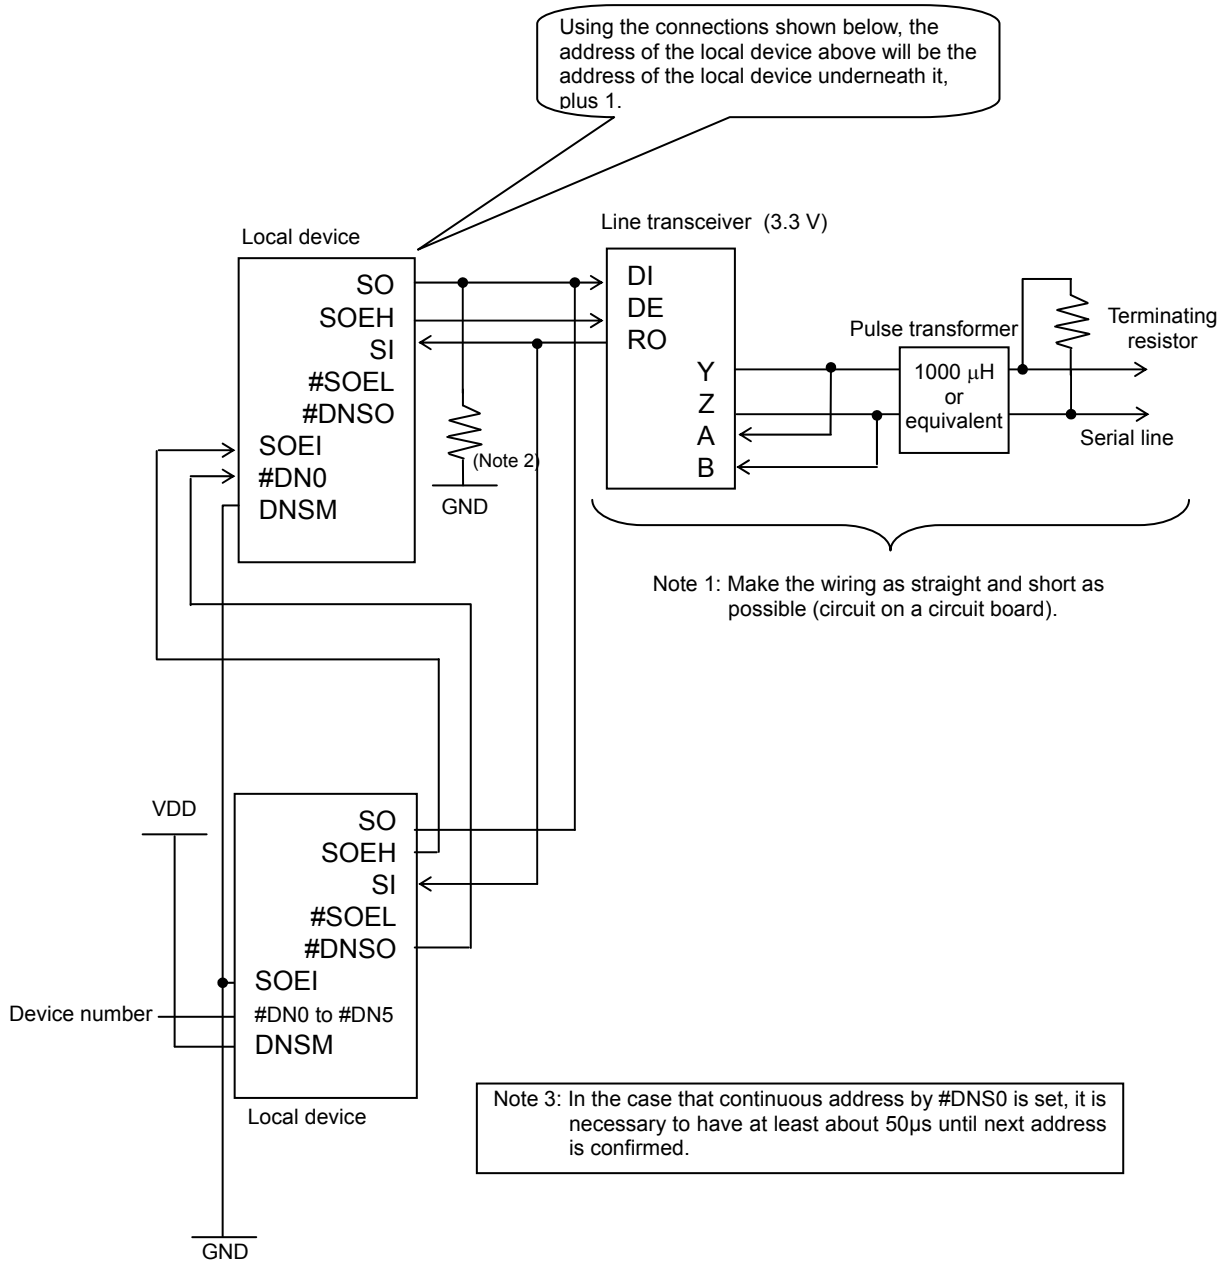 Using the connections shown below, the
address of the local device above will be the
address of the local device underneath it,
plus 1.
Line transceiver (3.3 V)
Local device
SO
SOEH
SI
#SOEL
#DNSO
SOEI
#DN0
DNSM
DI
DE
RO
Y
Z
A
B
Pulse transformer
1000 μH
or
equivalent
Terminating
resistor
Serial line
(Note 2)
GND
Note 1: Make the wiring as straight and short as
possible (circuit on a circuit board).
VDD
SO
SOEH
SI
#SOEL
#DNSO
SOEI
#DN0 to #DN5
DNSM
Device number
Local device
Note 3: In the case that continuous address by #DNS0 is set, it is
necessary to have at least about 50μs until next address
is confirmed.
GND